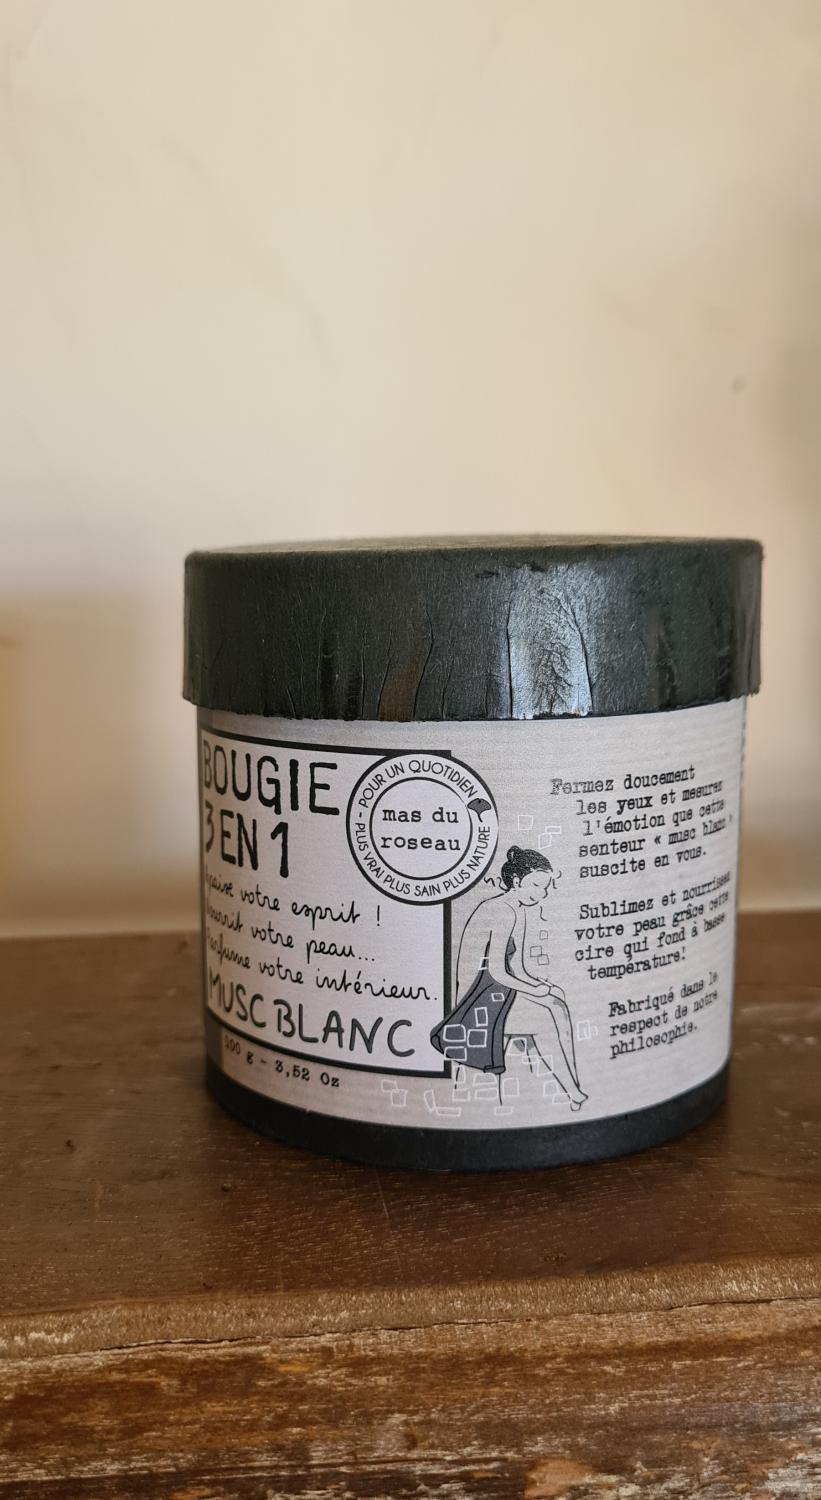 BOUGIE
3 EN 1
Apaise votre esprit !
Nourrit votre peau...
Parfume votre intérieur.
MUSC BLANC
100 g - 3,52 Oz
- POUR UN QUOTIDIEN
- PLUS VRAI PLUS SAIN PLUS NATURE
mas du
roseau
Fermez doucement
les yeux et mesurez
l'émotion que cette
senteur « musc blanc »
suscite en vous.
Sublimez et nourrissez
votre peau grâce cette
cire qui fond à basse
température!
Fabriqué dans le
respect de notre
philosophie.